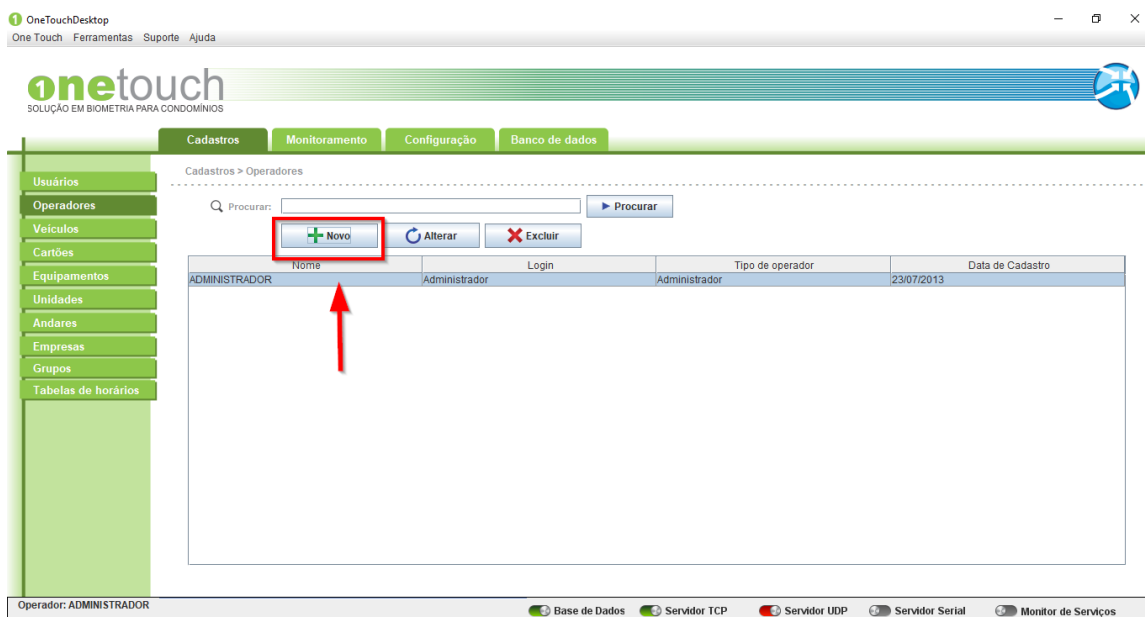 OneTouchDesktop
One Touch Ferramentas Suporte Ajuda
onetouch
SOLUÇÃO EM BIOMETRIA PARA CONDOMÍNIOS
Cadastros Monitoramento Configuração Banco de dados
Cadastros > Operadores
Usuários
Operadores
Veículos
Cartões
Equipamentos
Unidades
Andares
Empresas
Grupos
Tabelas de horários
Procurar: Procurar
Novo Alterar Excluir
Nome Login Tipo de operador Data de Cadastro
ADMINISTRADOR Administrador Administrador 23/07/2013
Operador: ADMINISTRADOR Base de Dados Servidor TCP Servidor UDP Servidor Serial Monitor de Serviços